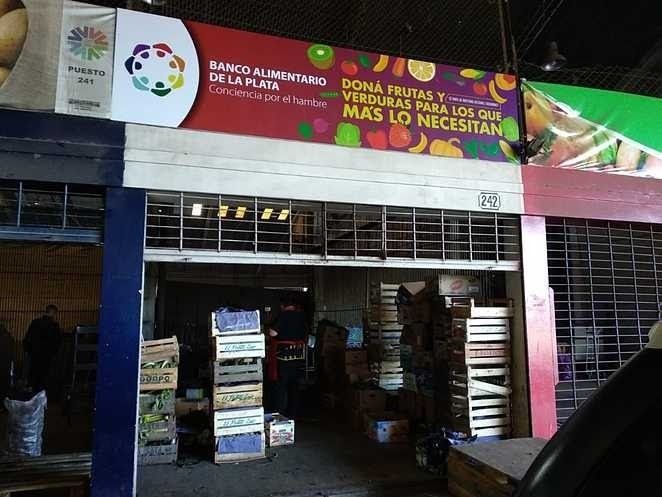 PUESTO
241
BANCO ALIMENTARIO
DE LA PLATA
Conciencia por el hambre
DONÁ FRUTAS Y
VERDURAS PARA LOS QUE
MÁS LO NECESITAN
242